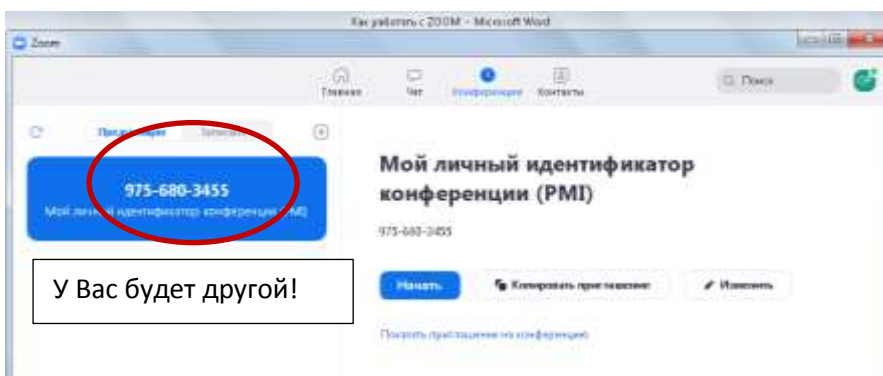 Как работать с ZOOM - Microsoft Word
Zoom
Главная
Чат
Конференции
Контакты
Поиск
Предстоящие
Записанные
975-680-3455
Мой личный идентификатор конференции (PMI)
Мой личный идентификатор
конференции (PMI)
975-680-3455
Начать
Копировать приглашение
Изменить
Показать приглашение на конференцию
У Вас будет другой!